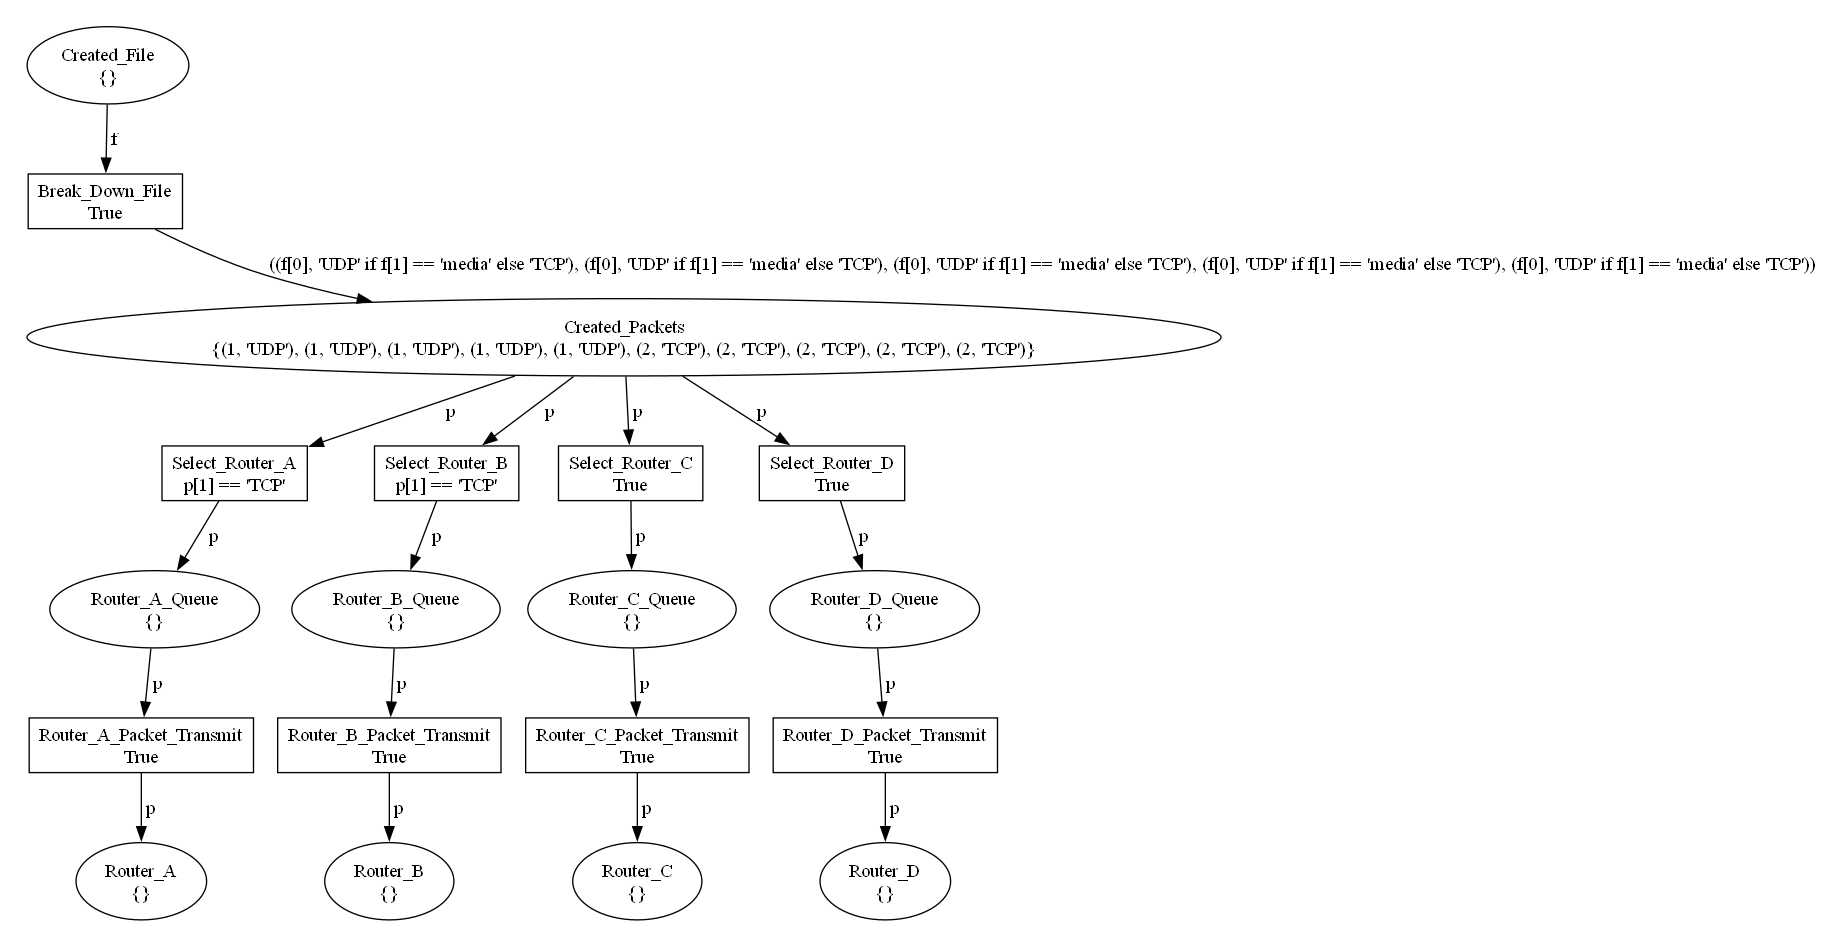 Created_File
{}
f
Break_Down_File
True
((f[0], 'UDP' if f[1] == 'media' else 'TCP'), (f[0], 'UDP' if f[1] == 'media' else 'TCP'), (f[0], 'UDP' if f[1] == 'media' else 'TCP'), (f[0], 'UDP' if f[1] == 'media' else 'TCP'), (f[0], 'UDP' if f[1] == 'media' else 'TCP'))
Created_Packets
{(1, 'UDP'), (1, 'UDP'), (1, 'UDP'), (1, 'UDP'), (1, 'UDP'), (2, 'TCP'), (2, 'TCP'), (2, 'TCP'), (2, 'TCP'), (2, 'TCP')}
p
p
p
p
Select_Router_A
p[1] == 'TCP'
Select_Router_B
p[1] == 'TCP'
Select_Router_C
True
Select_Router_D
True
p
p
p
p
Router_A_Queue
{}
Router_B_Queue
{}
Router_C_Queue
{}
Router_D_Queue
{}
p
p
p
p
Router_A_Packet_Transmit
True
Router_B_Packet_Transmit
True
Router_C_Packet_Transmit
True
Router_D_Packet_Transmit
True
p
p
p
p
Router_A
{}
Router_B
{}
Router_C
{}
Router_D
{}